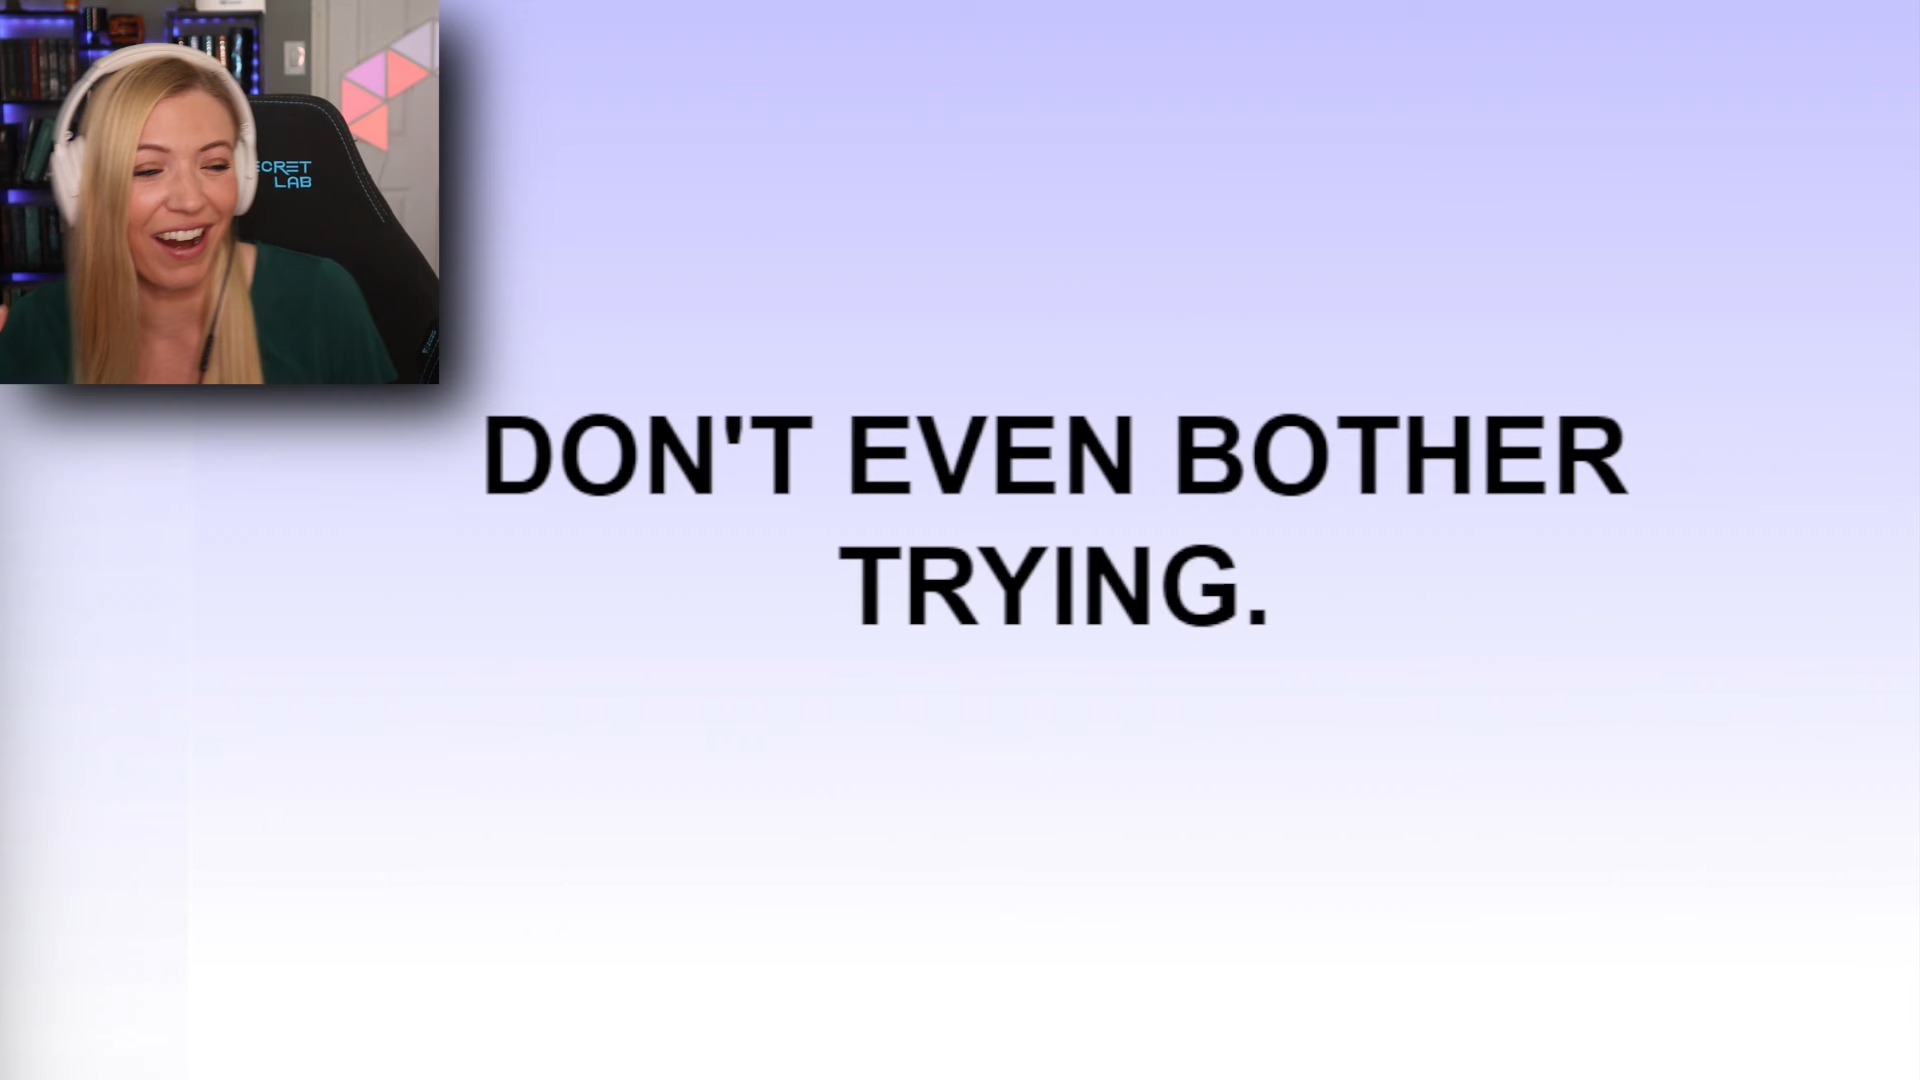 ECRET
LAB
DON'T EVEN BOTHER
TRYING.